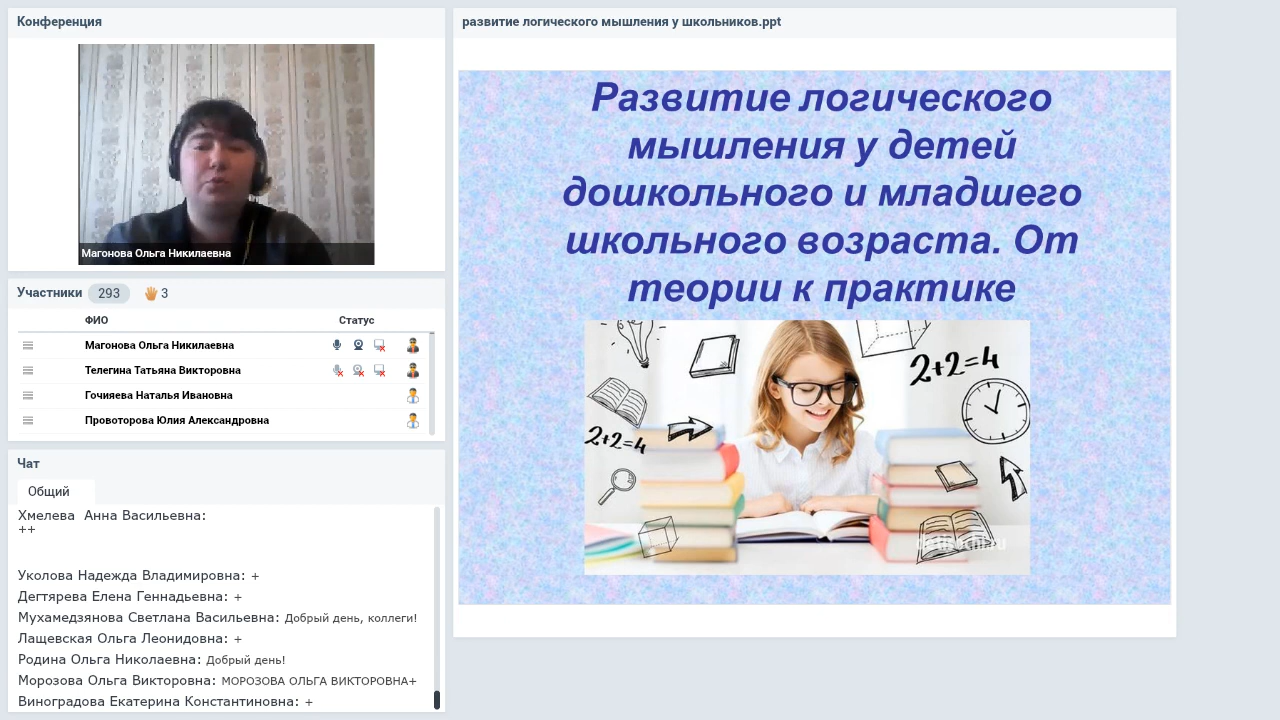 Конференция
Магонова Ольга Никилаевна
Участники 293 3
ФИО Статус
Магонова Ольга Никилаевна
Телегина Татьяна Викторовна
Гочияева Наталья Ивановна
Провоторова Юлия Александровна
Чат
Общий
Хмелева Анна Васильевна:
++
Уколова Надежда Владимировна: +
Дегтярева Елена Геннадьевна: +
Мухамедзянова Светлана Васильевна: Добрый день, коллеги!
Лащевская Ольга Леонидовна: +
Родина Ольга Николаевна: Добрый день!
Морозова Ольга Викторовна: МОРОЗОВА ОЛЬГА ВИКТОРОВНА+
Виноградова Екатерина Константиновна: +
развитие логического мышления у школьников.ppt
Развитие логического
мышления у детей
дошкольного и младшего
школьного возраста. От
теории к практике
2+2=4
2+2=4